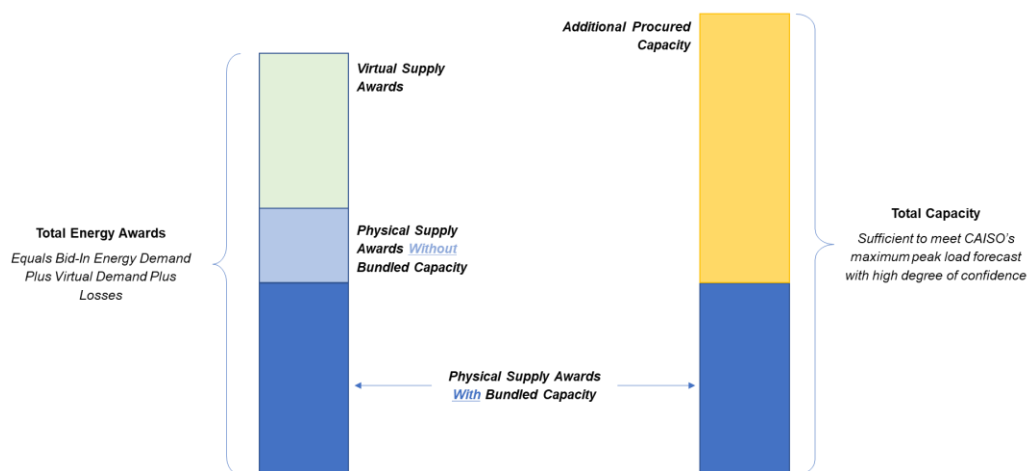 Virtual Supply
Awards
Additional Procured
Capacity
Total Energy Awards
Equals Bid-In Energy Demand
Plus Virtual Demand Plus
Losses
Physical Supply
Awards Without
Bundled Capacity
Total Capacity
Sufficient to meet CAISO's
maximum peak load forecast
with high degree of confidence
Physical Supply Awards
With Bundled Capacity